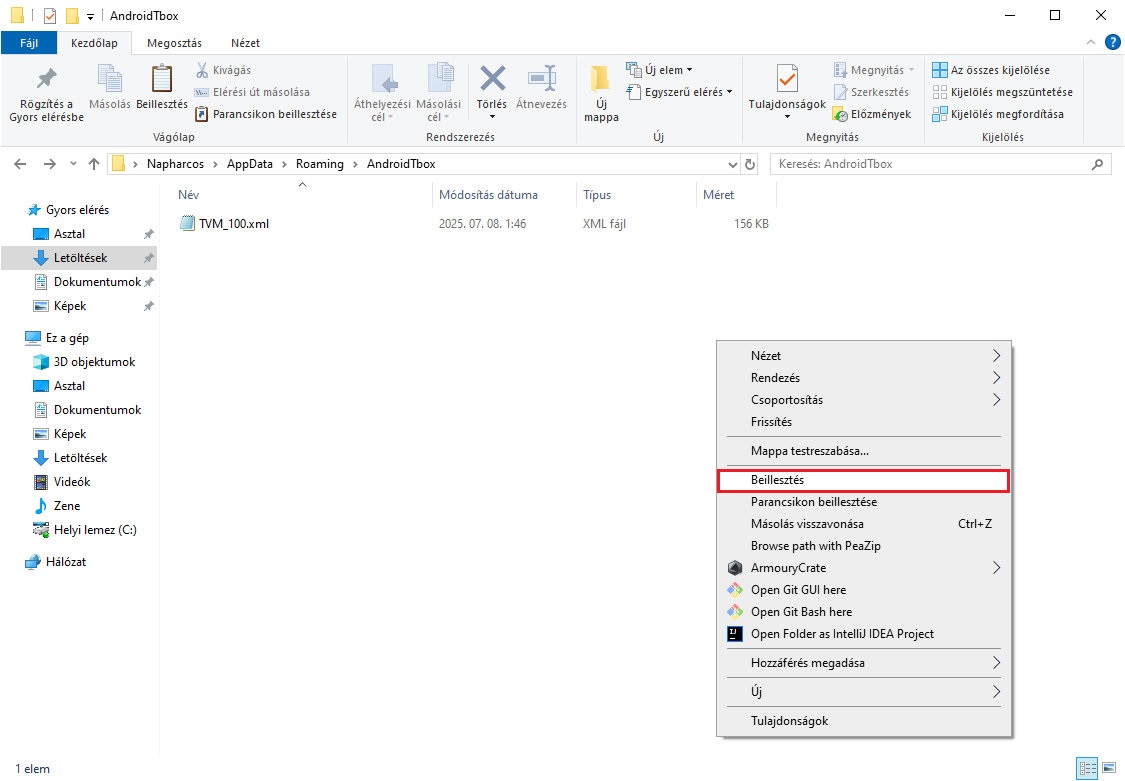 AndroidTbox
Fájl Kezdőlap Megosztás Nézet
Rögzítés a
Gyors elérésbe
Másolás
Beillesztés
Kivágás
Elérési út másolása
Parancsikon beillesztése
Vágólap
Áthelyezési
cél
Másolási
cél
Törlés
Átnevezés
Rendszerezés
Új
mappa
Új elem
Egyszerű elérés
Új
Tulajdonságok
Megnyitás
Szerkesztés
Előzmények
Megnyitás
Az összes kijelölése
Kijelölés megszüntetése
Kijelölés megfordítása
Kijelölés
Napharcos > AppData > Roaming > AndroidTbox
Keresés: AndroidTbox
Gyors elérés
Asztal
Letöltések
Dokumentumok
Képek
Ez a gép
3D objektumok
Asztal
Dokumentumok
Képek
Letöltések
Videók
Zene
Helyi lemez (C:)
Hálózat
Név Módosítás dátuma Típus Méret
TVM_100.xml 2025. 07. 08. 1:46 XML fájl 156 KB
Nézet
Rendezés
Csoportosítás
Frissítés
Mappa testreszabása...
Beillesztés
Parancsikon beillesztése
Másolás visszavonása Ctrl+Z
Browse path with PeaZip
ArmouryCrate
Open Git GUI here
Open Git Bash here
Open Folder as IntelliJ IDEA Project
Hozzáférés megadása
Új
Tulajdonságok
1 elem